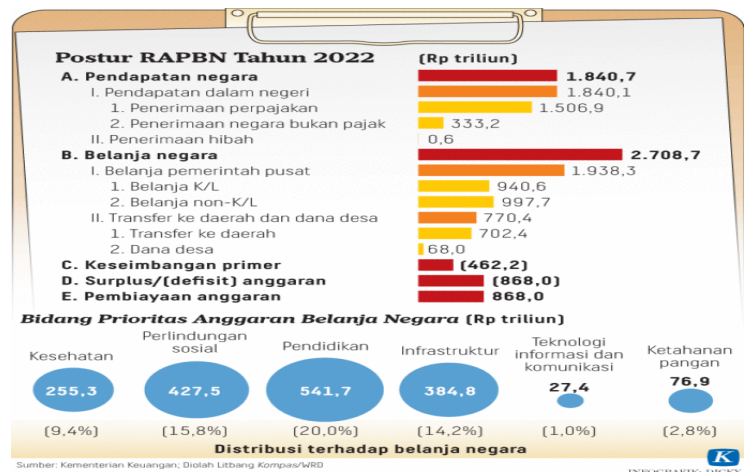 Postur RAPBN Tahun 2022 (Rp triliun)
A. Pendapatan negara 1.840,7
I. Pendapatan dalam negeri 1.840,1
1. Penerimaan perpajakan 1.506,9
2. Penerimaan negara bukan pajak 333,2
II. Penerimaan hibah 0,6
B. Belanja negara 2.708,7
I. Belanja pemerintah pusat 1.938,3
1. Belanja K/L 940,6
2. Belanja non-K/L 997,7
II. Transfer ke daerah dan dana desa 770,4
1. Transfer ke daerah 702,4
2. Dana desa 68,0
C. Keseimbangan primer (462,2)
D. Surplus/(defisit) anggaran (868,0)
E. Pembiayaan anggaran 868,0
Bidang Prioritas Anggaran Belanja Negara (Rp triliun)
Kesehatan
255,3
(9,4%)
Perlindungan
sosial
427,5
(15,8%)
Pendidikan
541,7
(20,0%)
Infrastruktur
384,8
(14,2%)
Teknologi
informasi dan
komunikasi
27,4
(1,0%)
Ketahanan
pangan
76,9
(2,8%)
Distribusi terhadap belanja negara
Sumber: Kementerian Keuangan; Diolah Litbang Kompas/WRD
K
INFOGRAFIK: DICKY